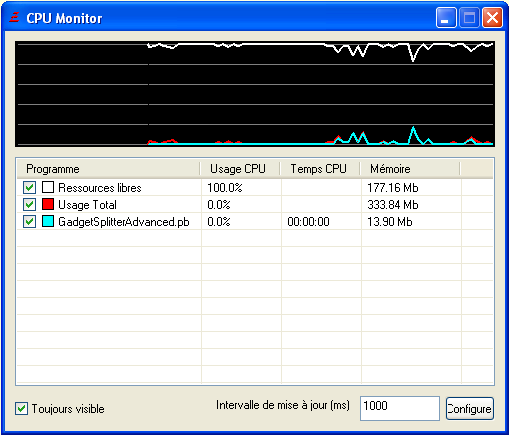 CPU Monitor
Programme Usage CPU Temps CPU Mémoire
Ressources libres 100.0% 177.16 Mb
Usage Total 0.0% 333.84 Mb
GadgetSplitterAdvanced.pb 0.0% 00:00:00 13.90 Mb
Toujours visible Intervalle de mise à jour (ms) 1000 Configure